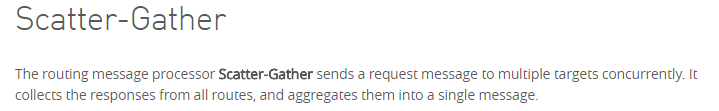 Scatter-Gather
The routing message processor Scatter-Gather sends a request message to multiple targets concurrently. It
collects the responses from all routes, and aggregates them into a single message.